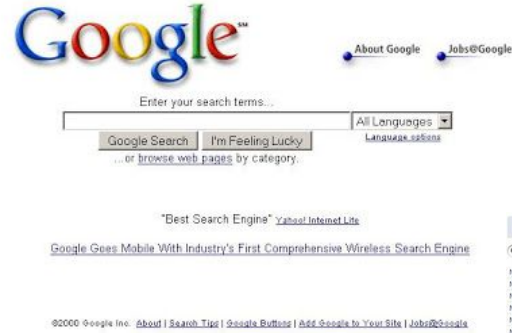 Google℠
About Google Jobs@Google
Enter your search terms...
All Languages
Google Search I'm Feeling Lucky Language options
...or browse web pages by category.
"Best Search Engine" Yahoo! Internet Life
Google Goes Mobile With Industry's First Comprehensive Wireless Search Engine
©2000 Google Inc. About | Search Tips | Google Buttons | Add Google to Your Site | Jobs@Google